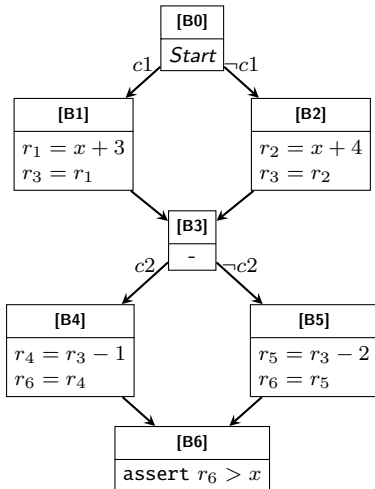 [B0]
Start
c1 ¬c1
[B1] [B2]
r₁ = x + 3 r₂ = x + 4
r₃ = r₁ r₃ = r₂
[B3]
-
c2 ¬c2
[B4] [B5]
r₄ = r₃ − 1 r₅ = r₃ − 2
r₆ = r₄ r₆ = r₅
[B6]
assert r₆ > x